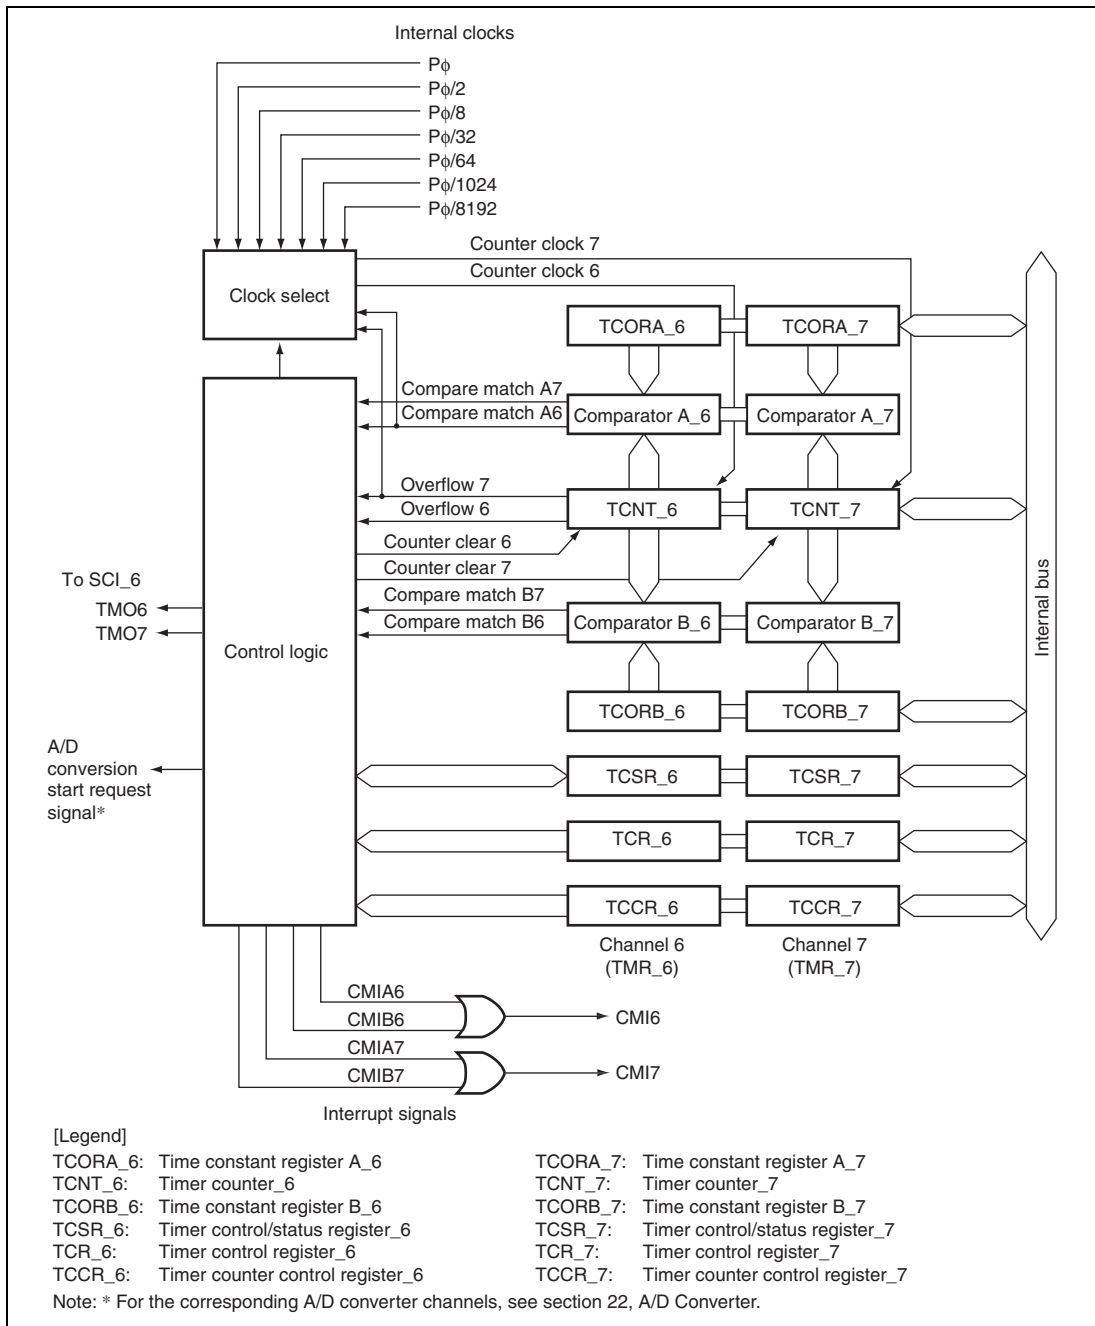 Internal clocks
Pϕ
Pϕ/2
Pϕ/8
Pϕ/32
Pϕ/64
Pϕ/1024
Pϕ/8192
Counter clock 7
Counter clock 6
Clock select
TCORA_6
TCORA_7
Compare match A7
Compare match A6
Comparator A_6
Comparator A_7
Overflow 7
Overflow 6
TCNT_6
TCNT_7
Counter clear 6
Counter clear 7
To SCI_6
TMO6
TMO7
Compare match B7
Compare match B6
Comparator B_6
Comparator B_7
Control logic
Internal bus
TCORB_6
TCORB_7
A/D
conversion
start request
signal*
TCSR_6
TCSR_7
TCR_6
TCR_7
TCCR_6
TCCR_7
Channel 6
(TMR_6)
Channel 7
(TMR_7)
CMIA6
CMIB6
CMI6
CMIA7
CMIB7
CMI7
Interrupt signals
[Legend]
TCORA_6: Time constant register A_6
TCORA_7: Time constant register A_7
TCNT_6: Timer counter_6
TCNT_7: Timer counter_7
TCORB_6: Time constant register B_6
TCORB_7: Time constant register B_7
TCSR_6: Timer control/status register_6
TCSR_7: Timer control/status register_7
TCR_6: Timer control register_6
TCR_7: Timer control register_7
TCCR_6: Timer counter control register_6
TCCR_7: Timer counter control register_7
Note: * For the corresponding A/D converter channels, see section 22, A/D Converter.